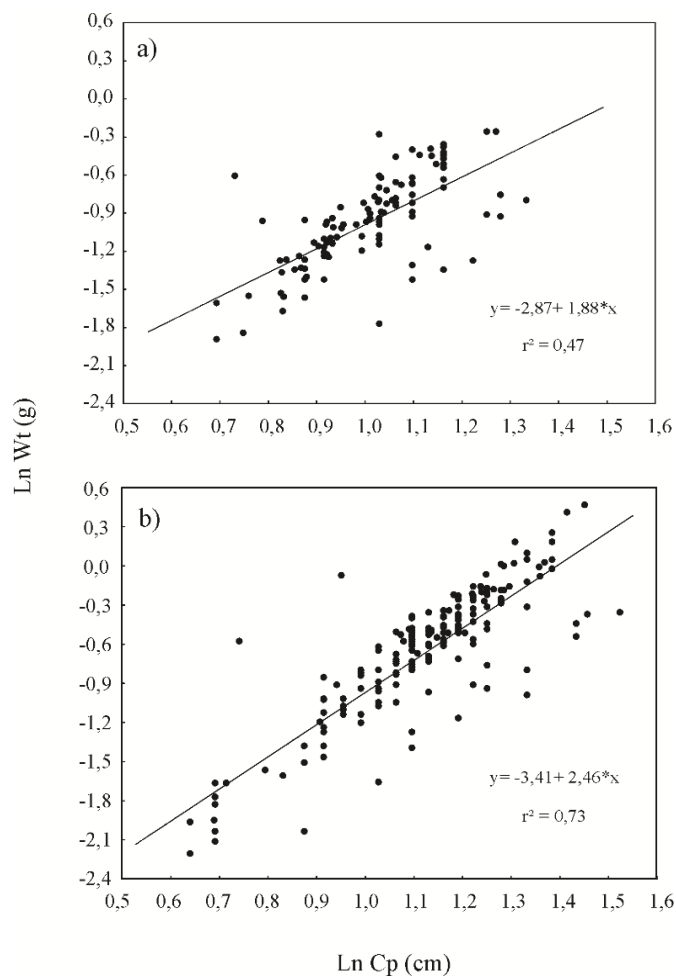 0,6
a)
0,3
0,0
-0,3
-0,6
-0,9
-1,2
-1,5
-1,8
-2,1
-2,4
y= -2,87+ 1,88*x
r² = 0,47
0,5 0,6 0,7 0,8 0,9 1,0 1,1 1,2 1,3 1,4 1,5 1,6
Ln Wt (g)
0,6
b)
0,3
0,0
-0,3
-0,6
-0,9
-1,2
-1,5
-1,8
-2,1
-2,4
y= -3,41+ 2,46*x
r² = 0,73
0,5 0,6 0,7 0,8 0,9 1,0 1,1 1,2 1,3 1,4 1,5 1,6
Ln Cp (cm)